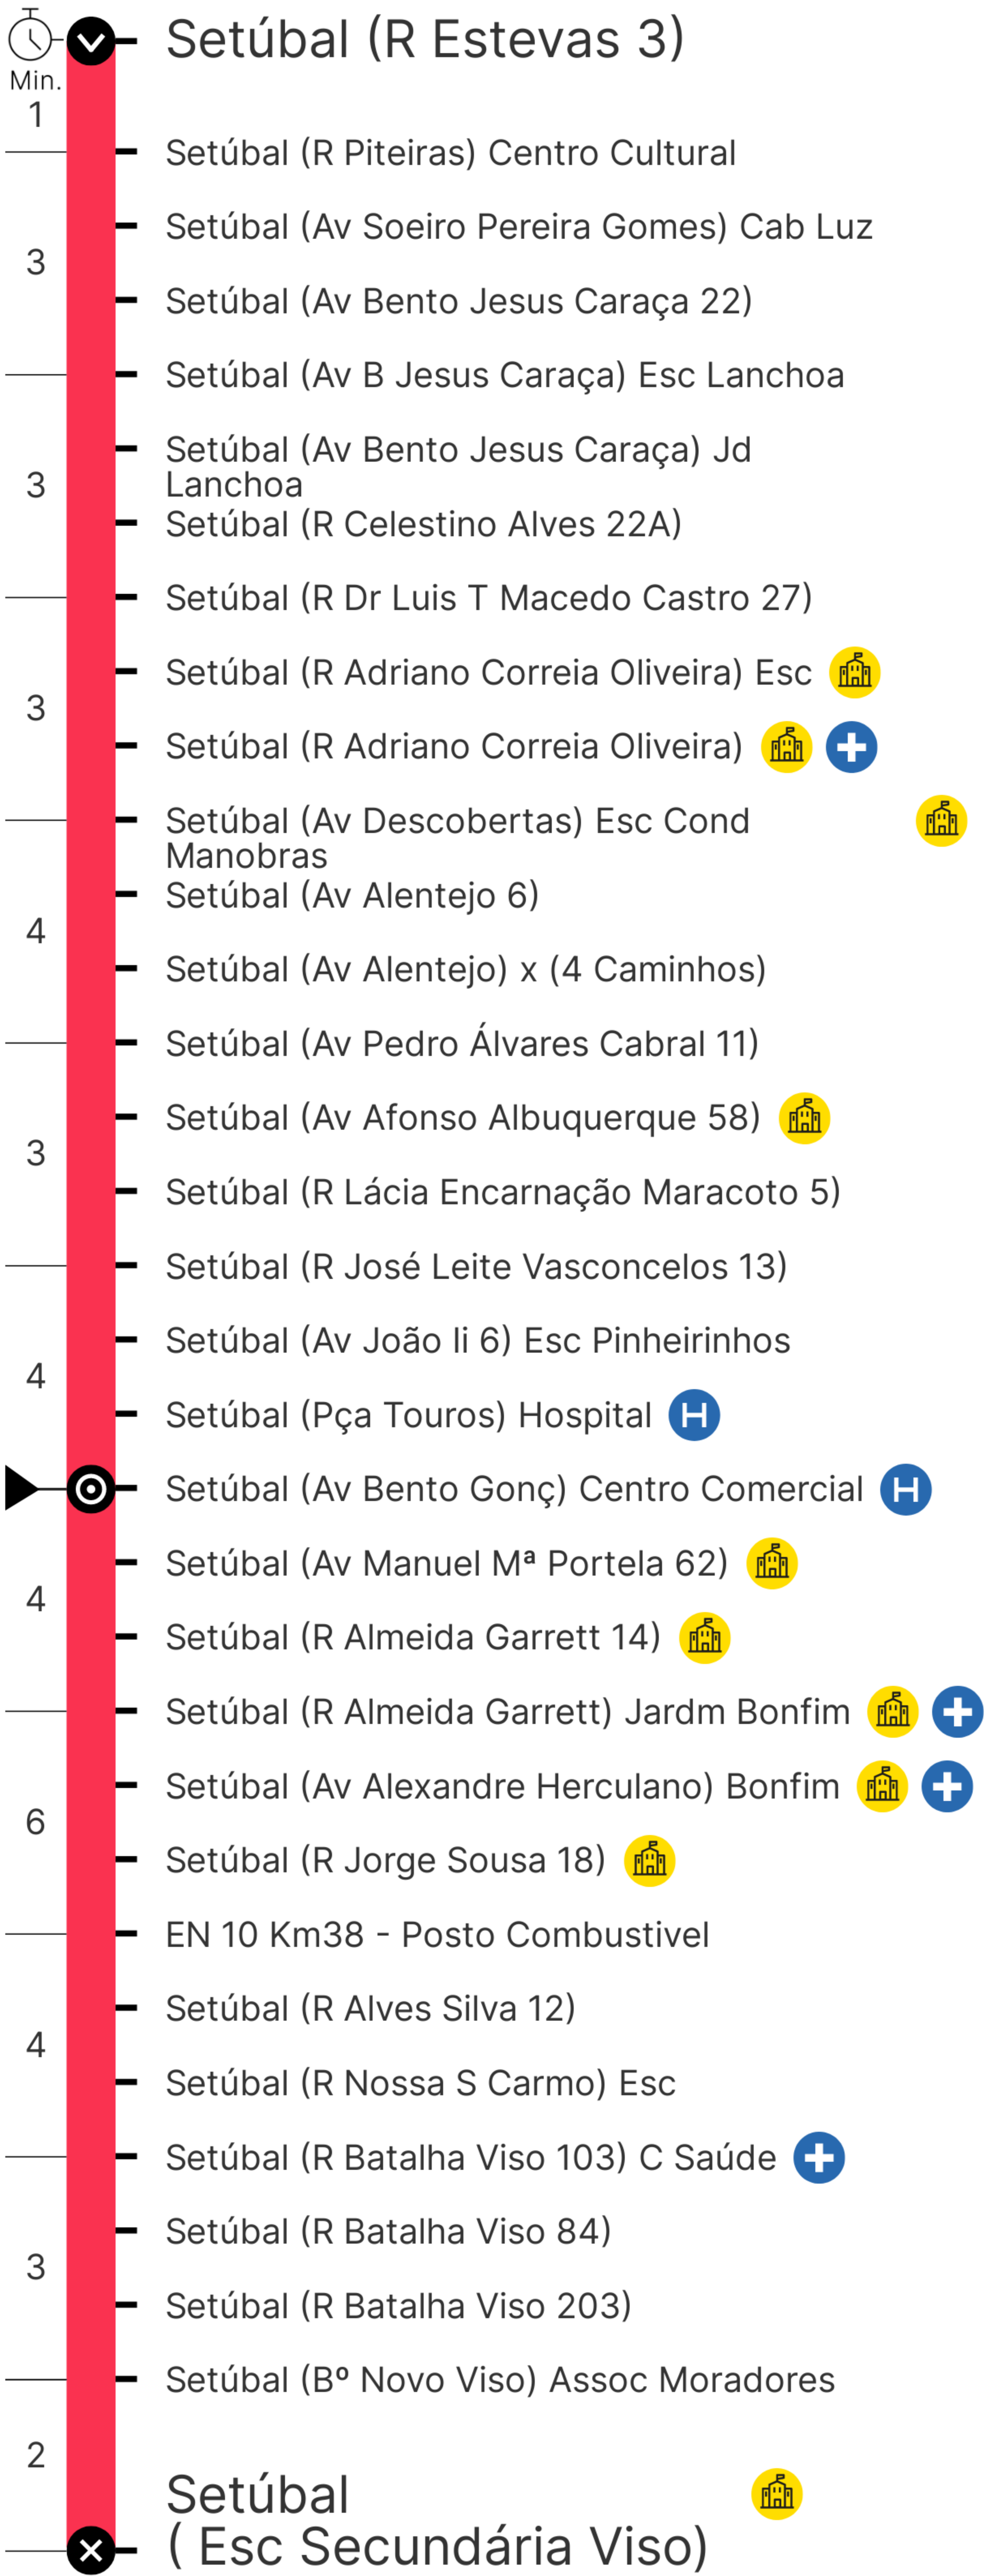 Setúbal (R Estevas 3)
Min.
1
Setúbal (R Piteiras) Centro Cultural
Setúbal (Av Soeiro Pereira Gomes) Cab Luz
3
Setúbal (Av Bento Jesus Caraça 22)
Setúbal (Av B Jesus Caraça) Esc Lanchoa
Setúbal (Av Bento Jesus Caraça) Jd
Lanchoa
3
Setúbal (R Celestino Alves 22A)
Setúbal (R Dr Luis T Macedo Castro 27)
Setúbal (R Adriano Correia Oliveira) Esc
3
Setúbal (R Adriano Correia Oliveira)
Setúbal (Av Descobertas) Esc Cond
Manobras
Setúbal (Av Alentejo 6)
4
Setúbal (Av Alentejo) x (4 Caminhos)
Setúbal (Av Pedro Álvares Cabral 11)
Setúbal (Av Afonso Albuquerque 58)
3
Setúbal (R Lácia Encarnação Maracoto 5)
Setúbal (R José Leite Vasconcelos 13)
Setúbal (Av João Ii 6) Esc Pinheirinhos
4
Setúbal (Pça Touros) Hospital H
Setúbal (Av Bento Gonç) Centro Comercial H
Setúbal (Av Manuel Mª Portela 62)
4
Setúbal (R Almeida Garrett 14)
Setúbal (R Almeida Garrett) Jardm Bonfim
Setúbal (Av Alexandre Herculano) Bonfim
6
Setúbal (R Jorge Sousa 18)
EN 10 Km38 - Posto Combustivel
Setúbal (R Alves Silva 12)
4
Setúbal (R Nossa S Carmo) Esc
Setúbal (R Batalha Viso 103) C Saúde
Setúbal (R Batalha Viso 84)
3
Setúbal (R Batalha Viso 203)
Setúbal (Bº Novo Viso) Assoc Moradores
2
Setúbal
( Esc Secundária Viso)